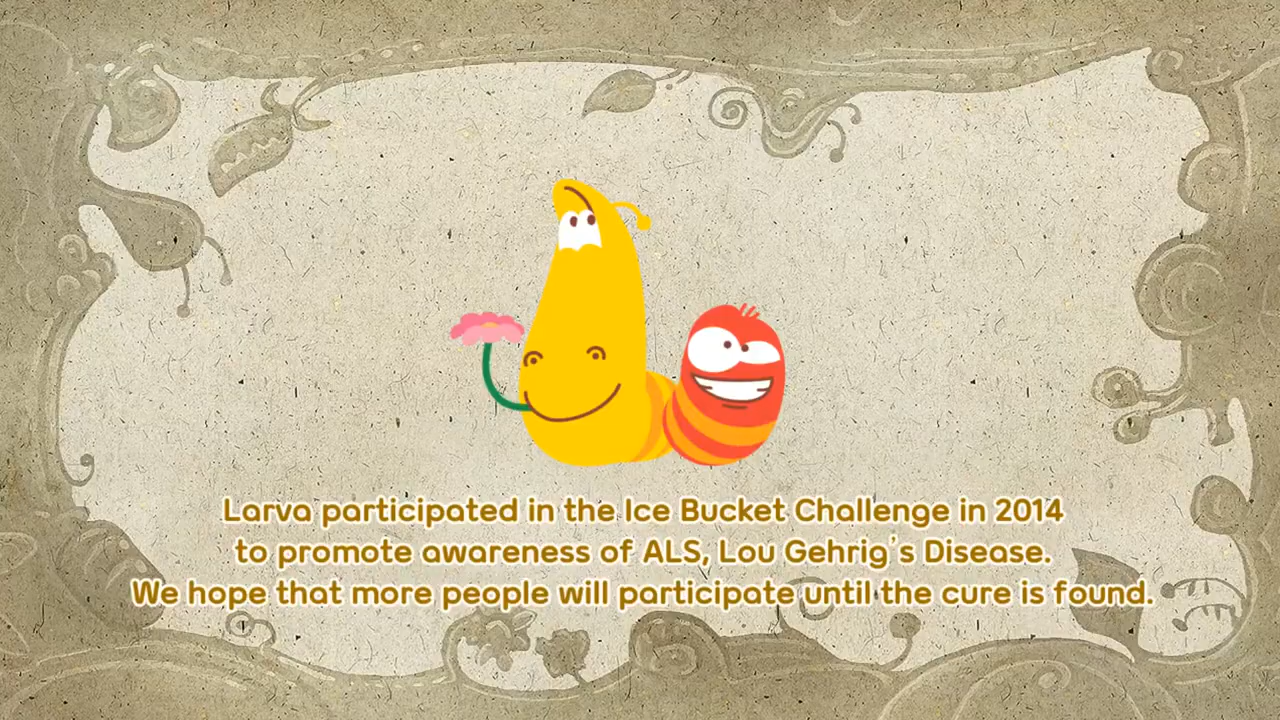 Larva participated in the Ice Bucket Challenge in 2014
to promote awareness of ALS, Lou Gehrig's Disease.
We hope that more people will participate until the cure is found.